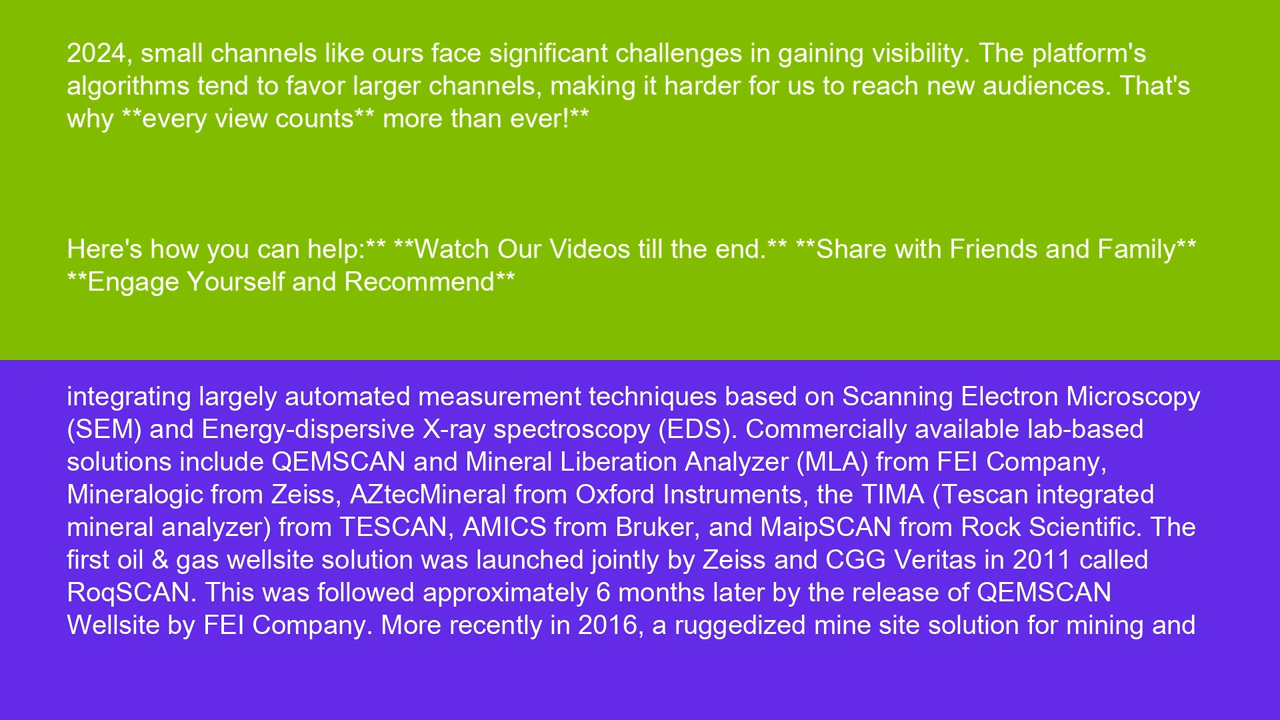 2024, small channels like ours face significant challenges in gaining visibility. The platform's
algorithms tend to favor larger channels, making it harder for us to reach new audiences. That's
why **every view counts** more than ever!**
Here's how you can help:** **Watch Our Videos till the end.** **Share with Friends and Family**
**Engage Yourself and Recommend**
integrating largely automated measurement techniques based on Scanning Electron Microscopy
(SEM) and Energy-dispersive X-ray spectroscopy (EDS). Commercially available lab-based
solutions include QEMSCAN and Mineral Liberation Analyzer (MLA) from FEI Company,
Mineralogic from Zeiss, AZtecMineral from Oxford Instruments, the TIMA (Tescan integrated
mineral analyzer) from TESCAN, AMICS from Bruker, and MaipSCAN from Rock Scientific. The
first oil & gas wellsite solution was launched jointly by Zeiss and CGG Veritas in 2011 called
RoqSCAN. This was followed approximately 6 months later by the release of QEMSCAN
Wellsite by FEI Company. More recently in 2016, a ruggedized mine site solution for mining and